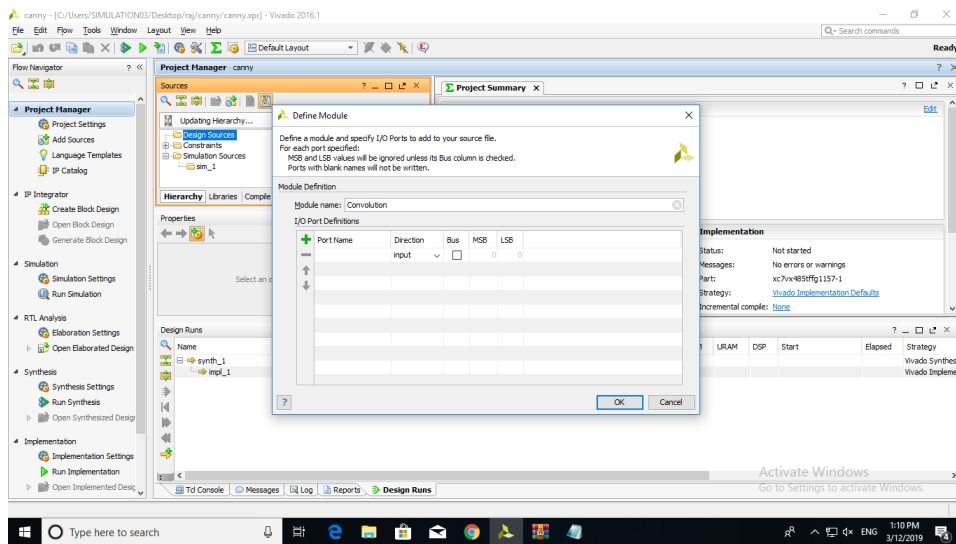 canny - [C:/Users/SIMULATION03/Desktop/raj/canny/canny.xpr] - Vivado 2016.1
File Edit Flow Tools Window Layout View Help
Search commands
Default Layout
Ready
Flow Navigator
Project Manager
Project Settings
Add Sources
Language Templates
IP Catalog
IP Integrator
Create Block Design
Open Block Design
Generate Block Design
Simulation
Simulation Settings
Run Simulation
RTL Analysis
Elaboration Settings
Open Elaborated Design
Synthesis
Synthesis Settings
Run Synthesis
Open Synthesized Desig
Implementation
Implementation Settings
Run Implementation
Open Implemented Desig
Project Manager - canny
Sources
Updating Hierarchy...
Design Sources
Constraints
Simulation Sources
sim_1
Hierarchy Libraries Compile
Properties
Select an o
Project Summary
Edit
Define Module
Define a module and specify I/O Ports to add to your source file.
For each port specified:
MSB and LSB values will be ignored unless its Bus column is checked.
Ports with blank names will not be written.
Module Definition
Module name: Convolution
I/O Port Definitions
Port Name Direction Bus MSB LSB
input 0 0
? OK Cancel
Implementation
Status: Not started
Messages: No errors or warnings
Part: xc7vx485tffg1157-1
Strategy: Vivado Implementation Defaults
Incremental compile: None
Design Runs
Name URAM DSP Start Elapsed Strategy
synth_1 Vivado Synthes
impl_1 Vivado Impleme
Tcl Console Messages Log Reports Design Runs
Activate Windows
Go to Settings to activate Windows.
Type here to search
ENG
1:10 PM
3/12/2019
4